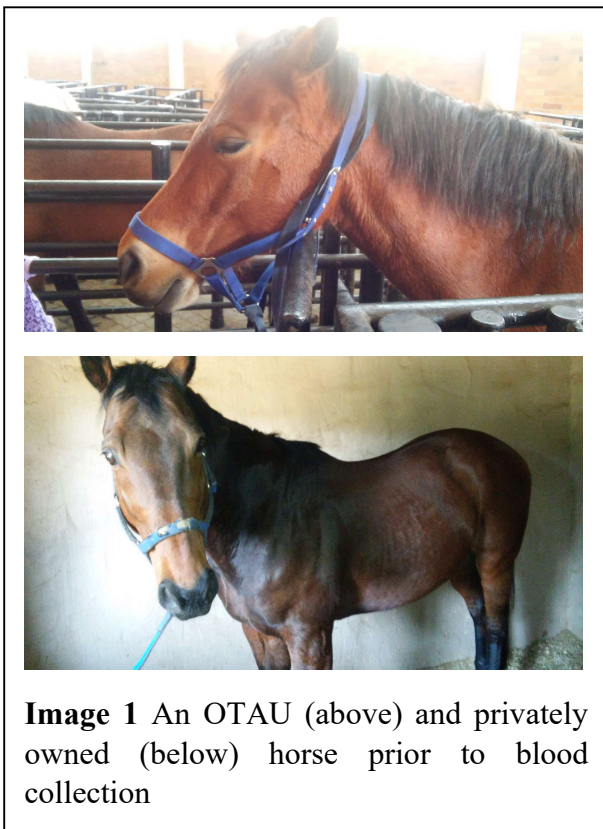 Image 1 An OTAU (above) and privately
owned (below) horse prior to blood
collection